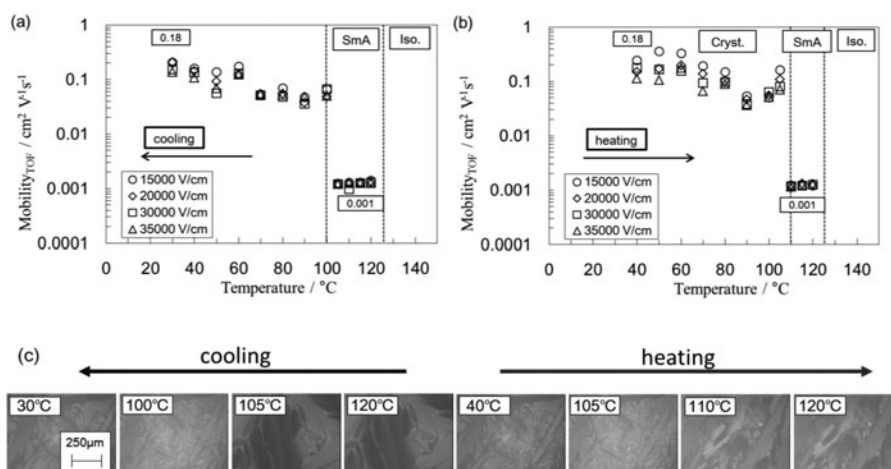 (a)
Mobility_TOF / cm² V⁻¹s⁻¹
1
0.1
0.01
0.001
0.0001
0.18
SmA
Iso.
cooling
15000 V/cm
20000 V/cm
30000 V/cm
35000 V/cm
0.001
0 20 40 60 80 100 120 140
Temperature / °C
(b)
Mobility_TOF / cm² V⁻¹s⁻¹
1
0.1
0.01
0.001
0.0001
0.18
Cryst.
SmA
Iso.
heating
15000 V/cm
20000 V/cm
30000 V/cm
35000 V/cm
0.001
0 20 40 60 80 100 120 140
Temperature / °C
(c)
cooling
heating
30℃ 100℃ 105℃ 120℃ 40℃ 105℃ 110℃ 120℃
250μm